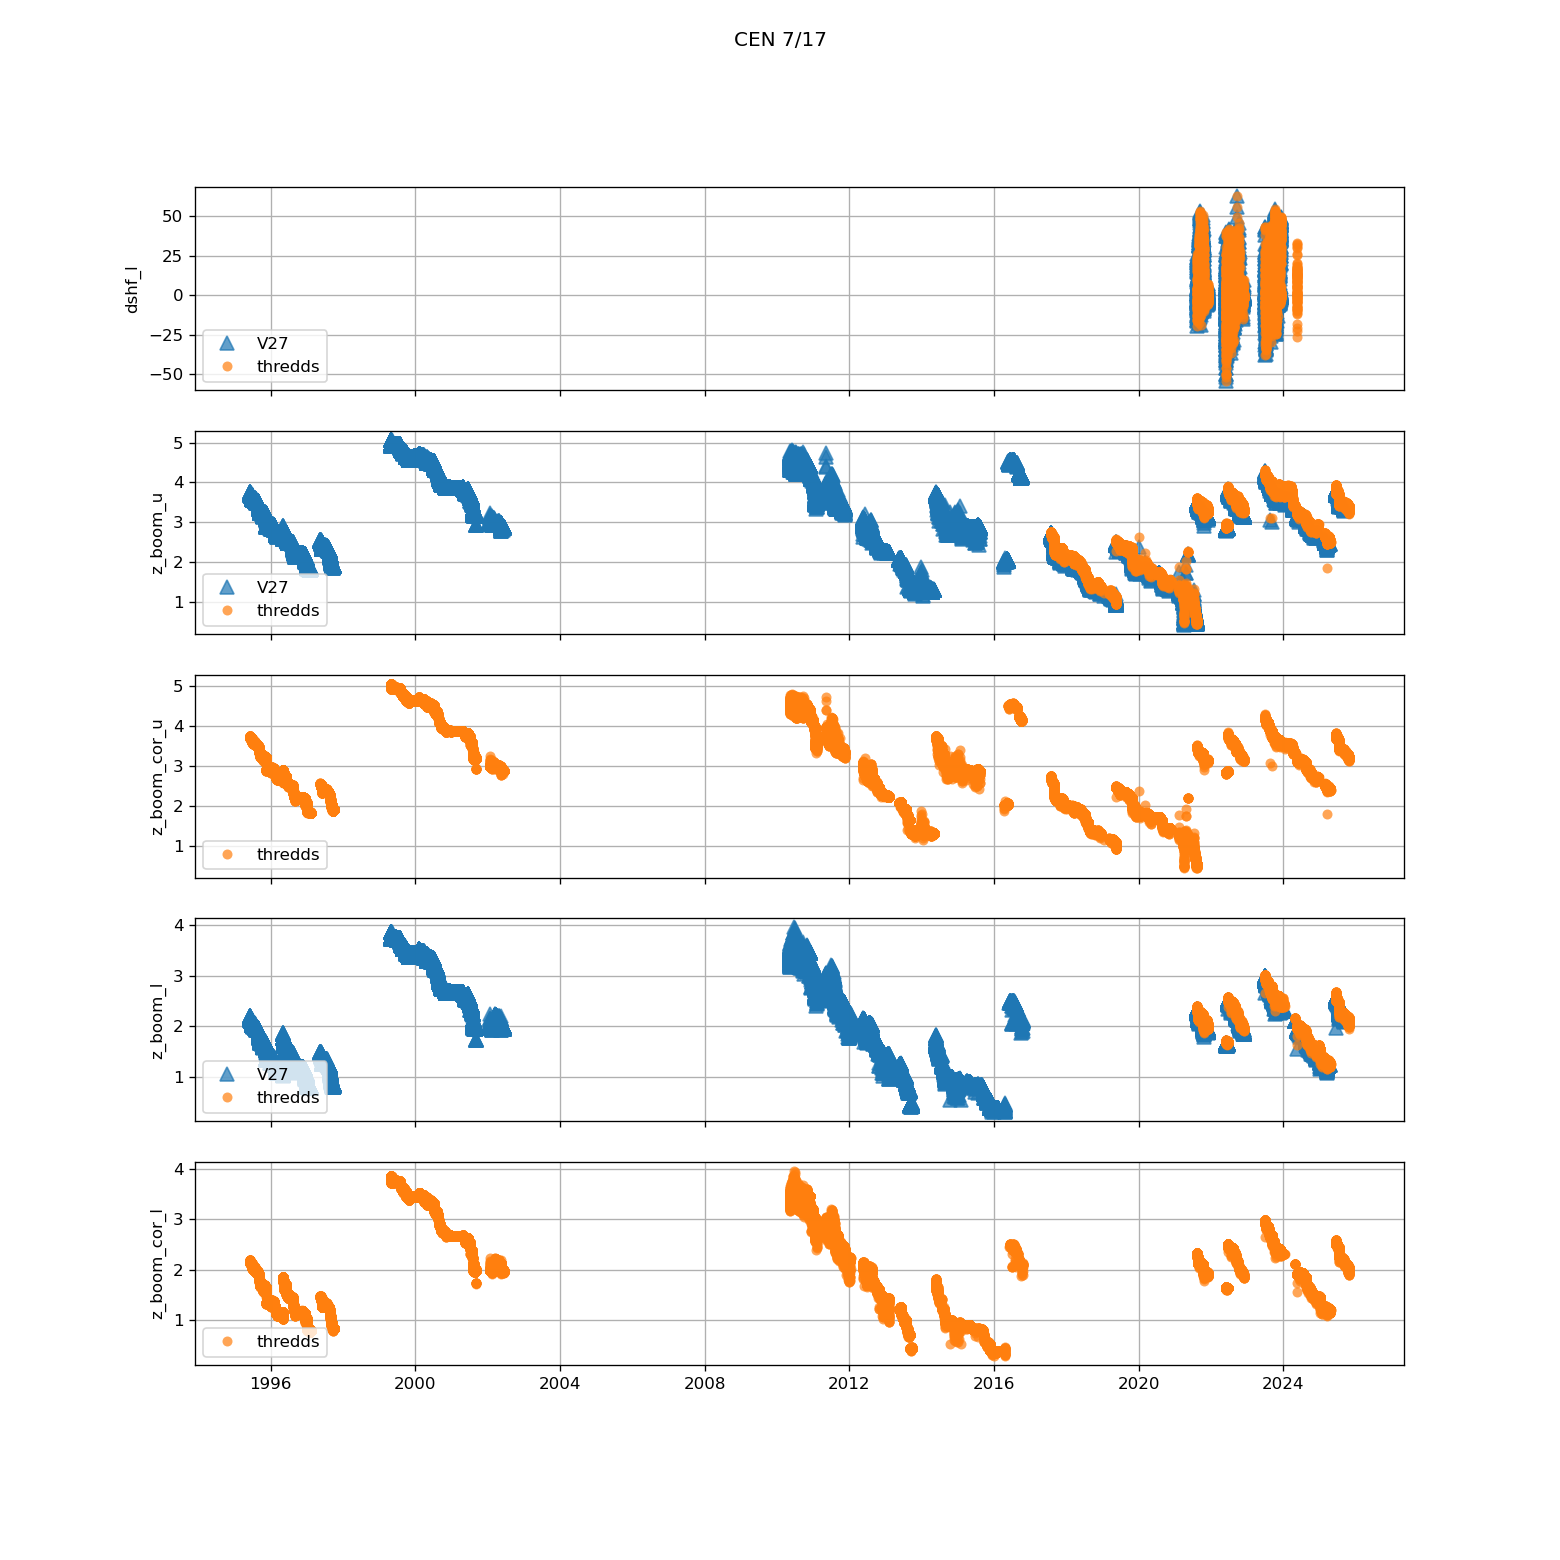 CEN 7/17
dshf_l
50
25
0
−25
−50
V27
thredds
z_boom_u
5
4
3
2
1
V27
thredds
z_boom_cor_u
5
4
3
2
1
thredds
z_boom_l
4
3
2
1
V27
thredds
z_boom_cor_l
4
3
2
1
thredds
1996 2000 2004 2008 2012 2016 2020 2024